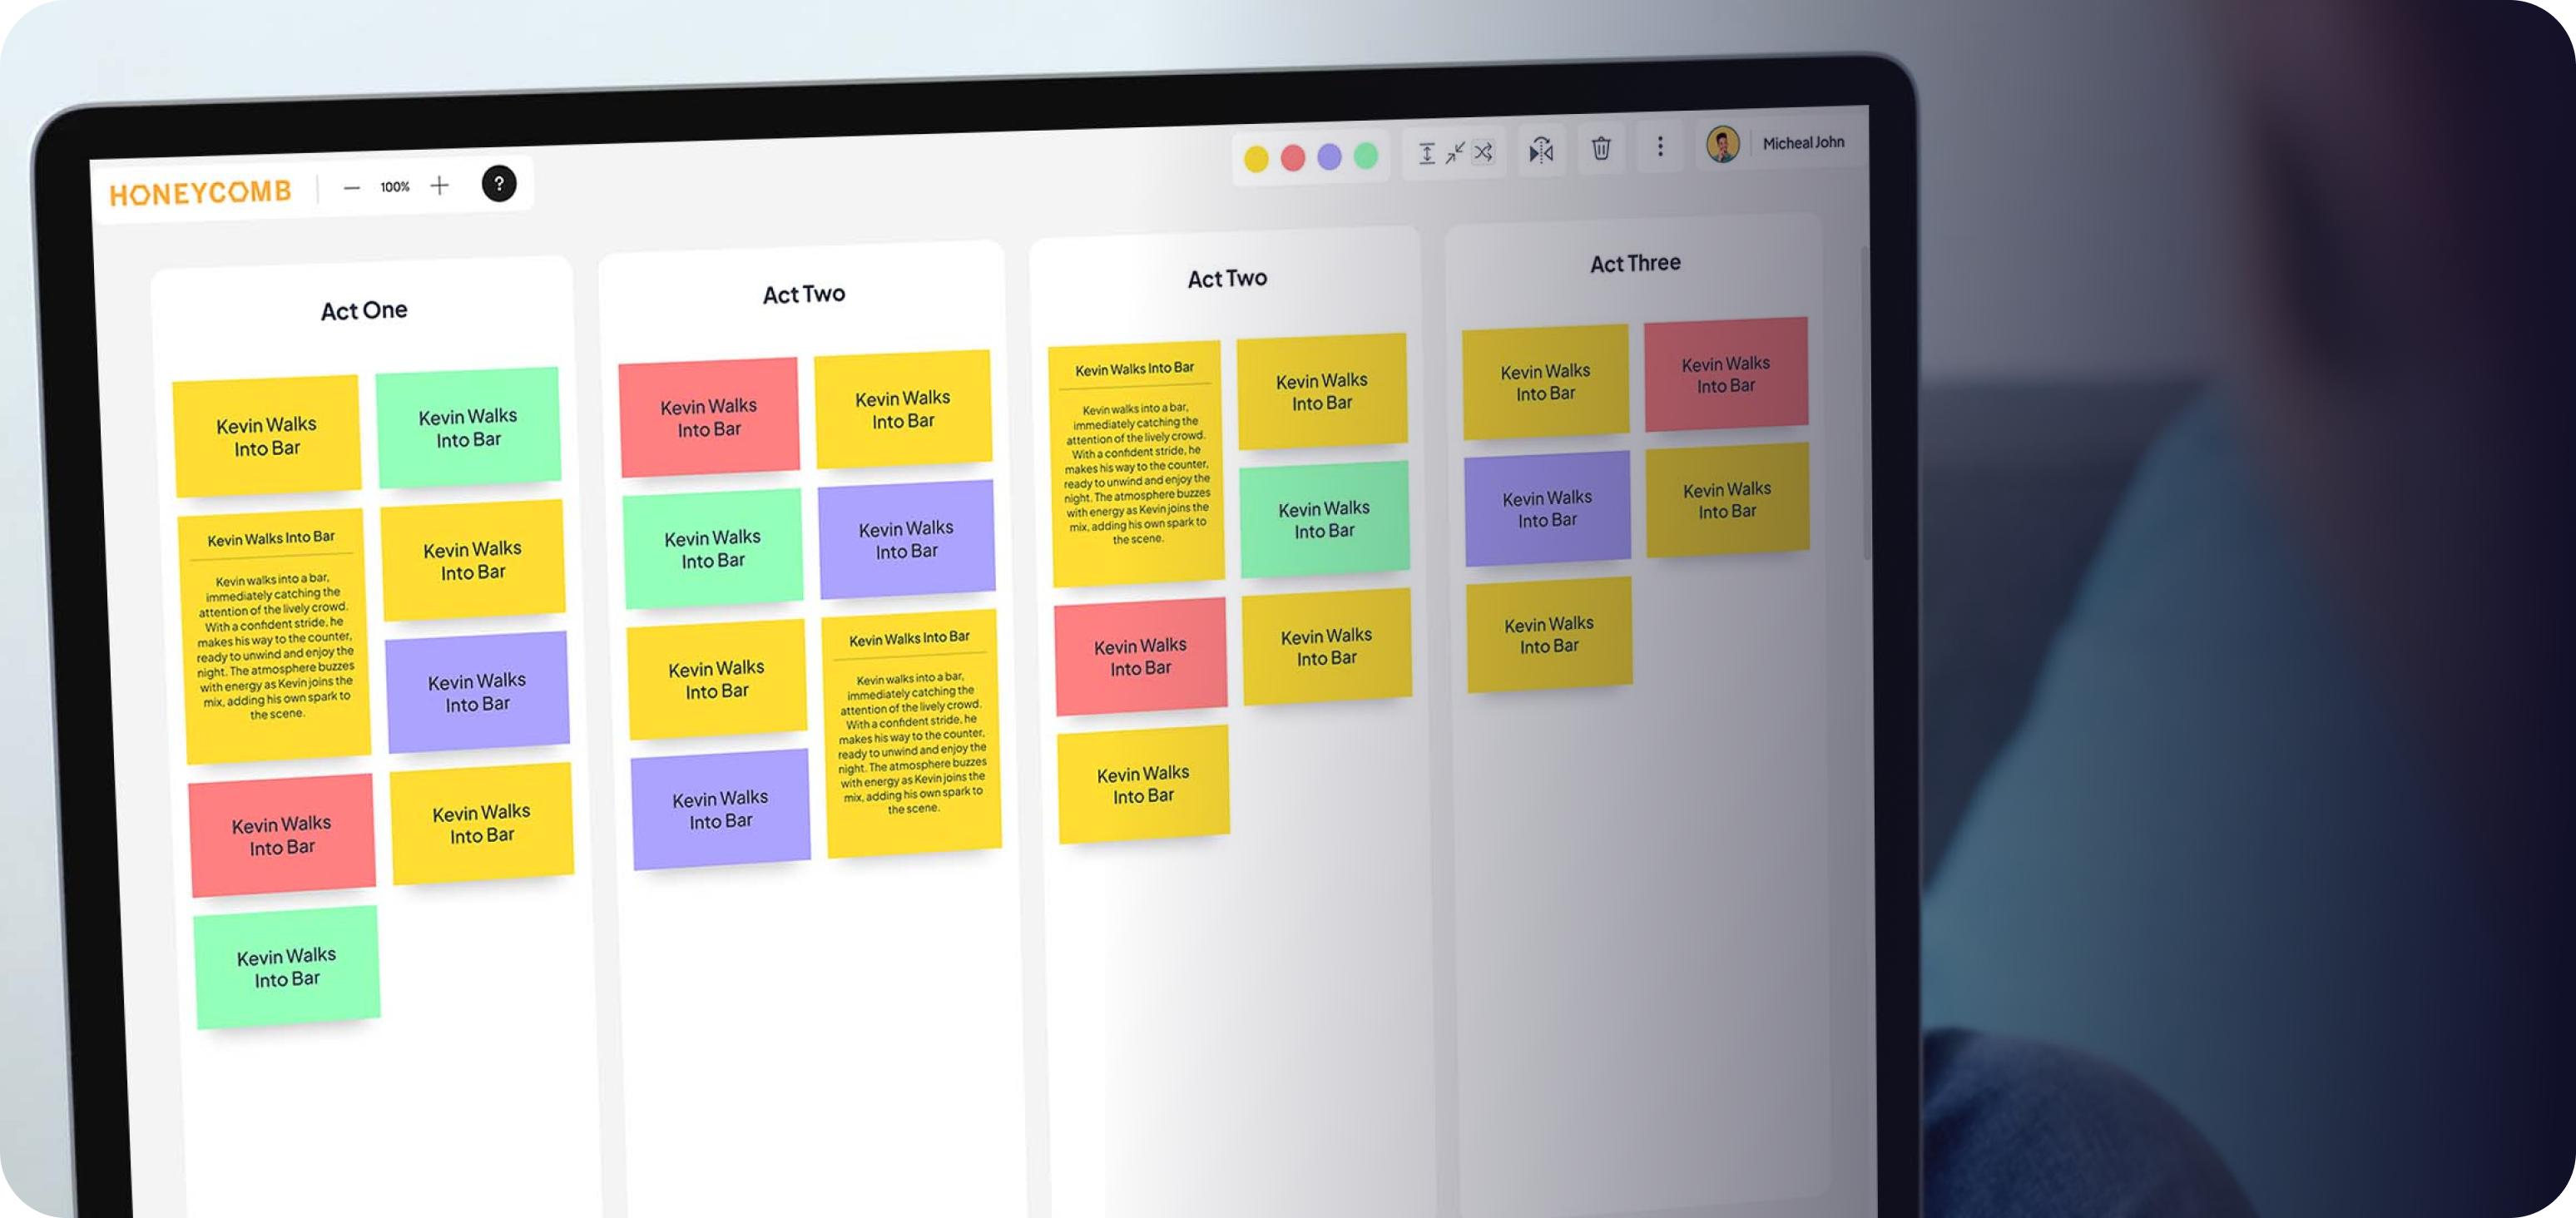 HONEYCOMB
100%
?
Micheal John
Act One
Kevin Walks
Into Bar
Kevin Walks
Into Bar
Kevin Walks Into Bar
Kevin walks into a bar,
immediately catching the
attention of the lively crowd.
With a confident stride, he
makes his way to the counter,
ready to unwind and enjoy the
night. The atmosphere buzzes
with energy as Kevin joins the
mix, adding his own spark to
the scene.
Kevin Walks
Into Bar
Kevin Walks
Into Bar
Kevin Walks
Into Bar
Kevin Walks
Into Bar
Kevin Walks
Into Bar
Act Two
Kevin Walks
Into Bar
Kevin Walks
Into Bar
Kevin Walks
Into Bar
Kevin Walks
Into Bar
Kevin Walks
Into Bar
Kevin Walks Into Bar
Kevin walks into a bar,
immediately catching the
attention of the lively crowd.
With a confident stride, he
makes his way to the counter,
ready to unwind and enjoy the
night. The atmosphere buzzes
with energy as Kevin joins the
mix, adding his own spark to
the scene.
Kevin Walks
Into Bar
Act Two
Kevin Walks Into Bar
Kevin walks into a bar,
immediately catching the
attention of the lively crowd.
With a confident stride, he
makes his way to the counter,
ready to unwind and enjoy the
night. The atmosphere buzzes
with energy as Kevin joins the
mix, adding his own spark to
the scene.
Kevin Walks
Into Bar
Kevin Walks
Into Bar
Kevin Walks
Into Bar
Kevin Walks
Into Bar
Kevin Walks
Into Bar
Act Three
Kevin Walks
Into Bar
Kevin Walks
Into Bar
Kevin Walks
Into Bar
Kevin Walks
Into Bar
Kevin Walks
Into Bar